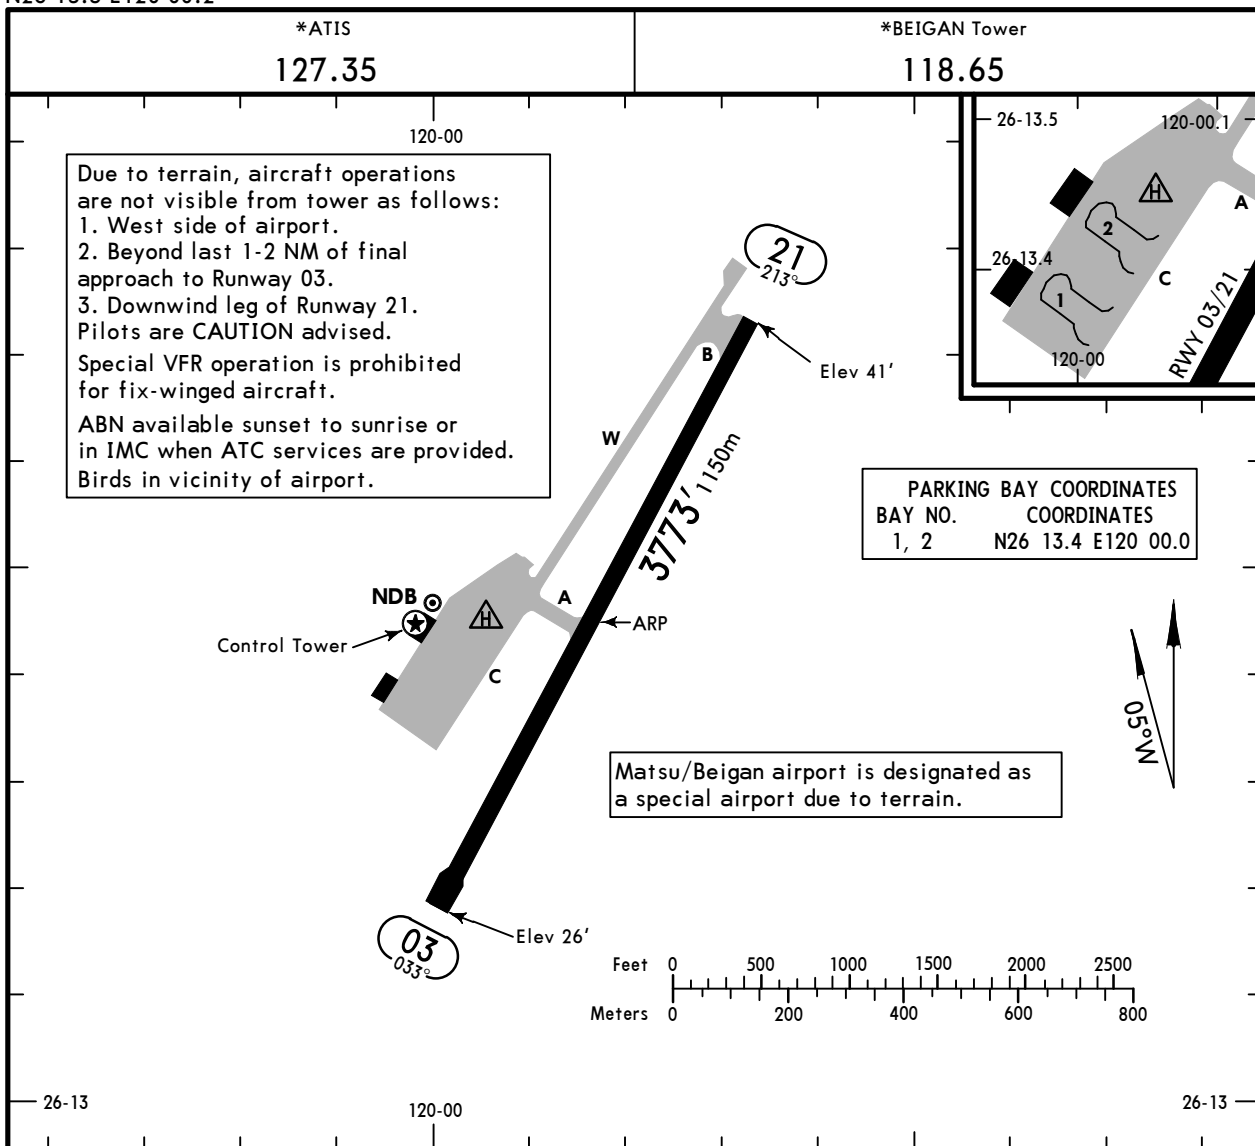 *ATIS
127.35
*BEIGAN Tower
118.65
120-00
Due to terrain, aircraft operations
are not visible from tower as follows:
1. West side of airport.
2. Beyond last 1-2 NM of final
approach to Runway 03.
3. Downwind leg of Runway 21.
Pilots are CAUTION advised.
Special VFR operation is prohibited
for fix-winged aircraft.
ABN available sunset to sunrise or
in IMC when ATC services are provided.
Birds in vicinity of airport.
26-13.5
120-00.1
H
A
2
26-13.4
C
1
120-00
RWY 03/21
21
213°
B
Elev 41'
W
3773' 1150m
PARKING BAY COORDINATES
BAY NO. COORDINATES
1, 2 N26 13.4 E120 00.0
NDB
H
A
ARP
Control Tower
C
05°W
Matsu/Beigan airport is designated as
a special airport due to terrain.
03
033°
Elev 26'
Feet 0 500 1000 1500 2000 2500
Meters 0 200 400 600 800
26-13
120-00
26-13